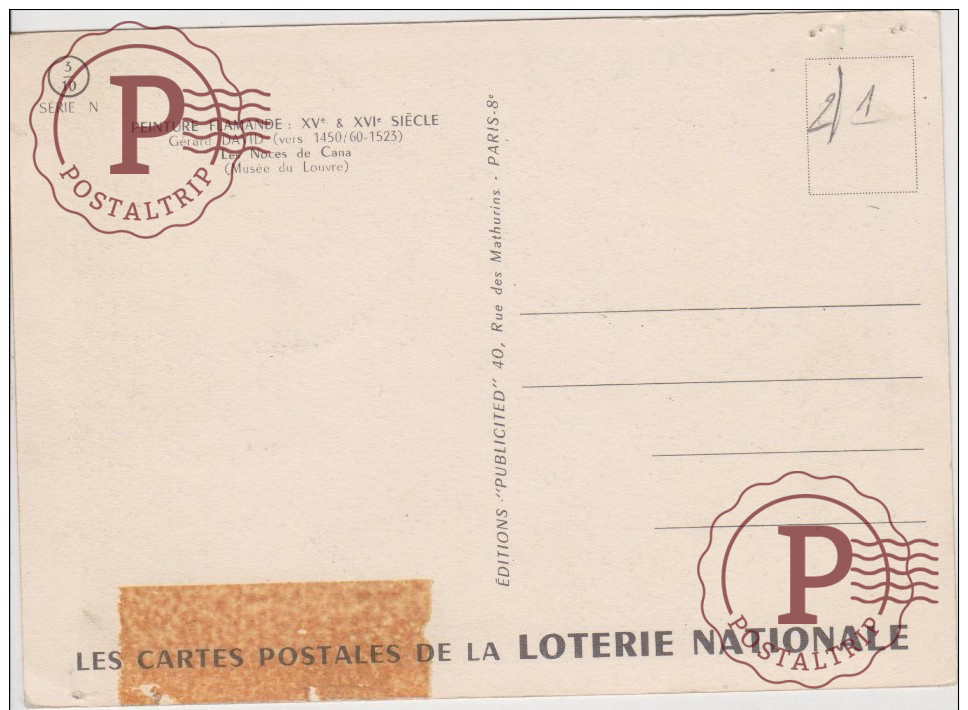 3
10
SÉRIE N
PEINTURE FLAMANDE : XVe & XVIe SIÈCLE
Gérard DAVID (vers 1450/60-1523)
Les Noces de Cana
(Musée du Louvre)
P
POSTALTRIP
ÉDITIONS "PUBLICITED" 40, Rue des Mathurins - PARIS-8e
2/1
LES CARTES POSTALES DE LA LOTERIE NATIONALE
P
POSTALTRIP